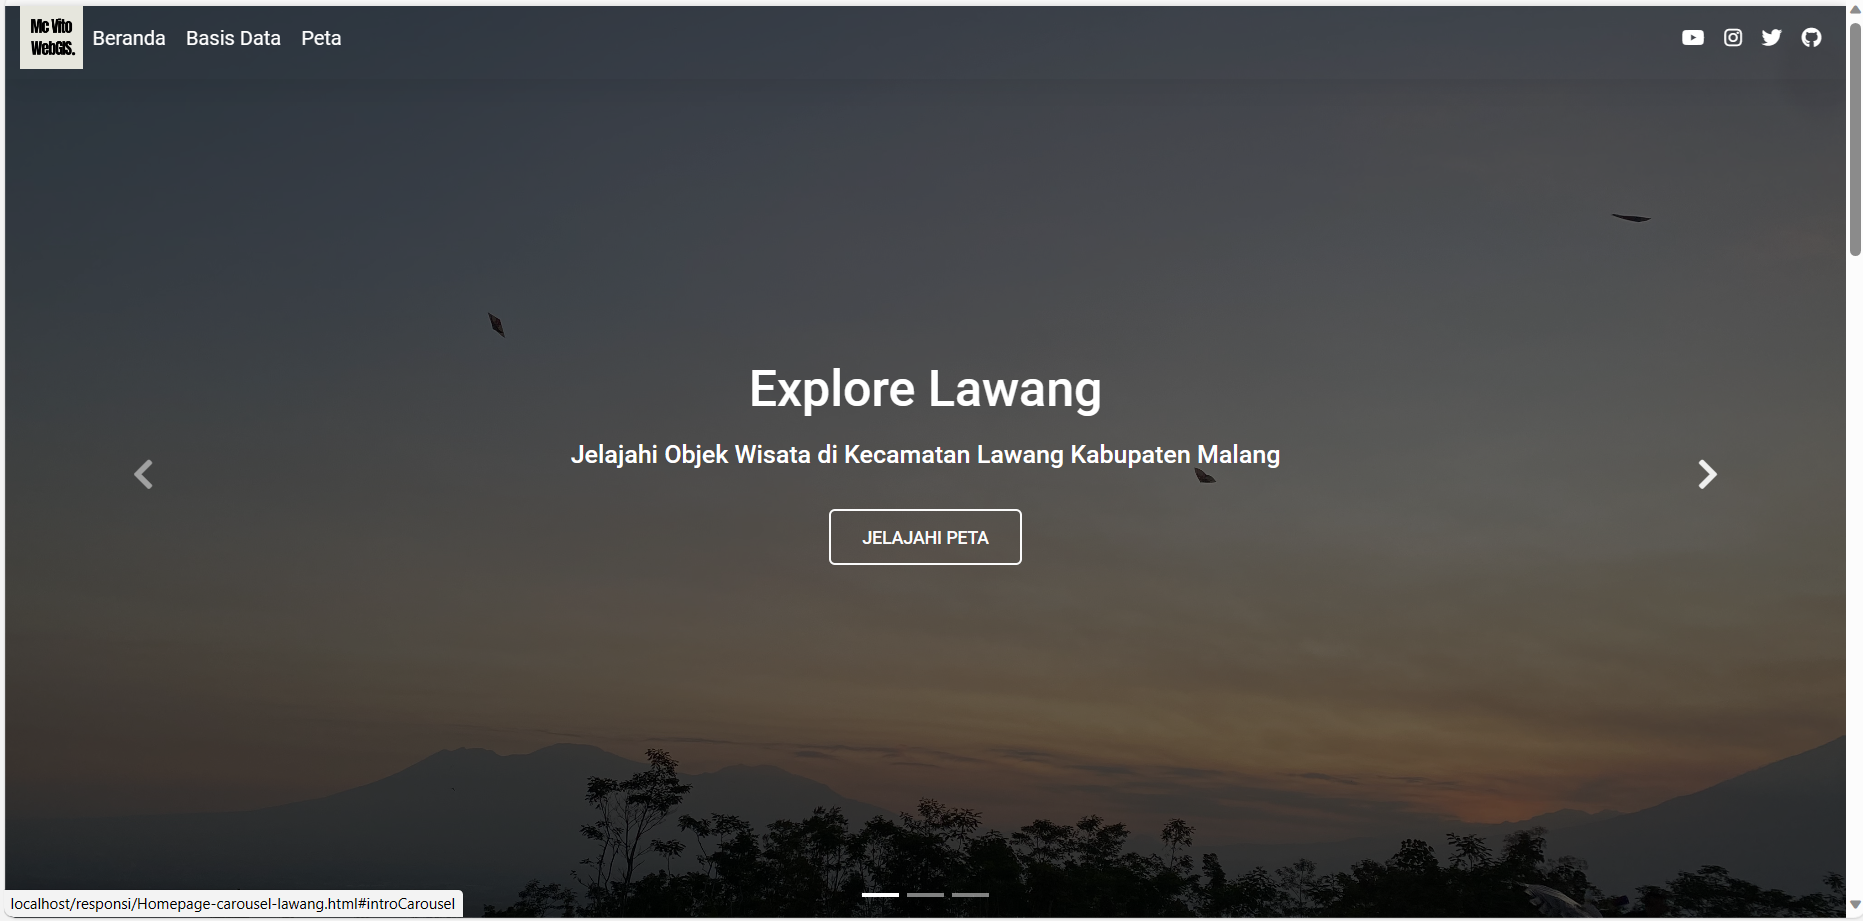 Mc Vito
WebGIS.
Beranda
Basis Data
Peta
Explore Lawang
Jelajahi Objek Wisata di Kecamatan Lawang Kabupaten Malang
JELAJAHI PETA
localhost/responsi/Homepage-carousel-lawang.html#introCarousel